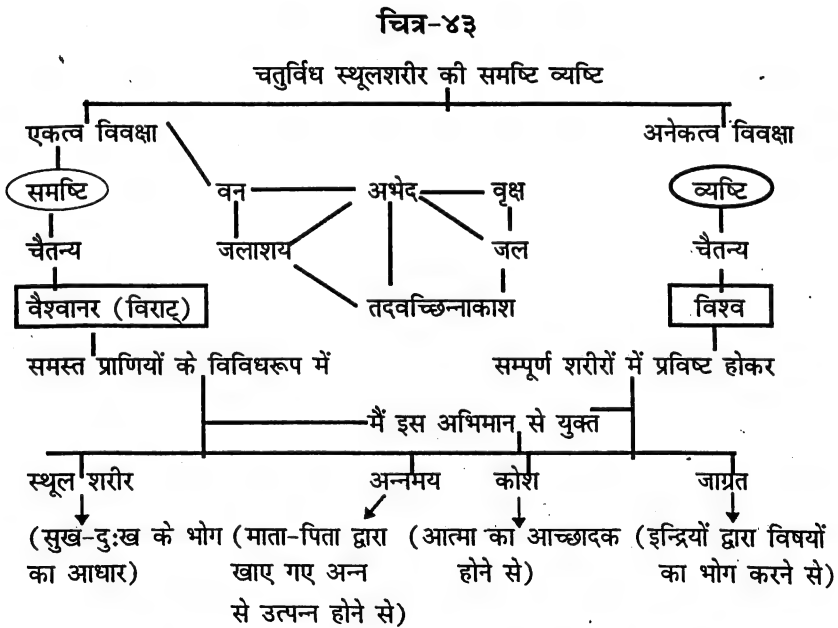 चित्र-४३
चतुर्विध स्थूलशरीर की समष्टि व्यष्टि
एकत्व विवक्षा
अनेकत्व विवक्षा
समष्टि
वन
अभेद
वृक्ष
व्यष्टि
चैतन्य
जलाशय
जल
चैतन्य
वैश्वानर (विराट्)
तदवच्छिन्नाकाश
विश्व
समस्त प्राणियों के विविधरूप में
सम्पूर्ण शरीरों में प्रविष्ट होकर
मैं इस अभिमान से युक्त
स्थूल शरीर
अन्नमय
कोश
जाग्रत
(सुख-दुःख के भोग
का आधार)
(माता-पिता द्वारा
खाए गए अन्न
से उत्पन्न होने से)
(आत्मा का आच्छादक
होने से)
(इन्द्रियों द्वारा विषयों
का भोग करने से)